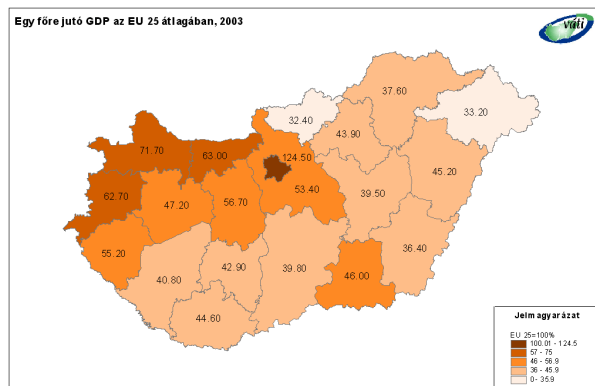 Egy főre jutó GDP az EU 25 átlagában, 2003
váti
37.60
33.20
32.40
43.90
71.70
63.00
124.50
45.20
62.70
53.40
39.50
47.20
56.70
36.40
55.20
39.80
46.00
40.80
42.90
44.60
Jelmagyarázat
EU 25=100%
100.01 - 124.5
57 - 75
46 - 56.9
36 - 45.9
0 - 35.9